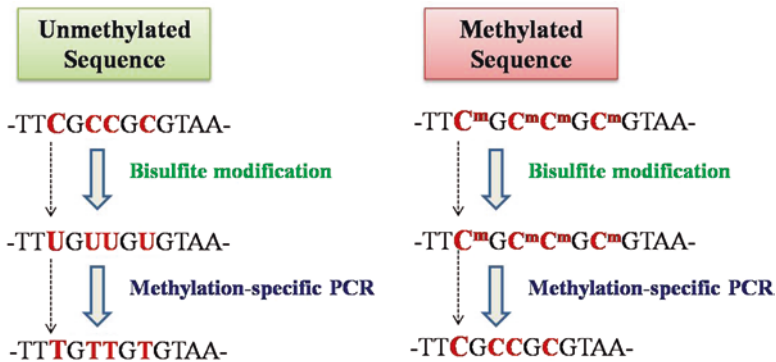 Unmethylated
Sequence
Methylated
Sequence
-TTCGCCGCGTAA-
-TTCᵐGCᵐCᵐGCᵐGTAA-
Bisulfite modification
Bisulfite modification
-TTUGUUGUGTAA-
-TTCᵐGCᵐCᵐGCᵐGTAA-
Methylation-specific PCR
Methylation-specific PCR
-TTTGTTGTGTAA-
-TTCGCCGCGTAA-